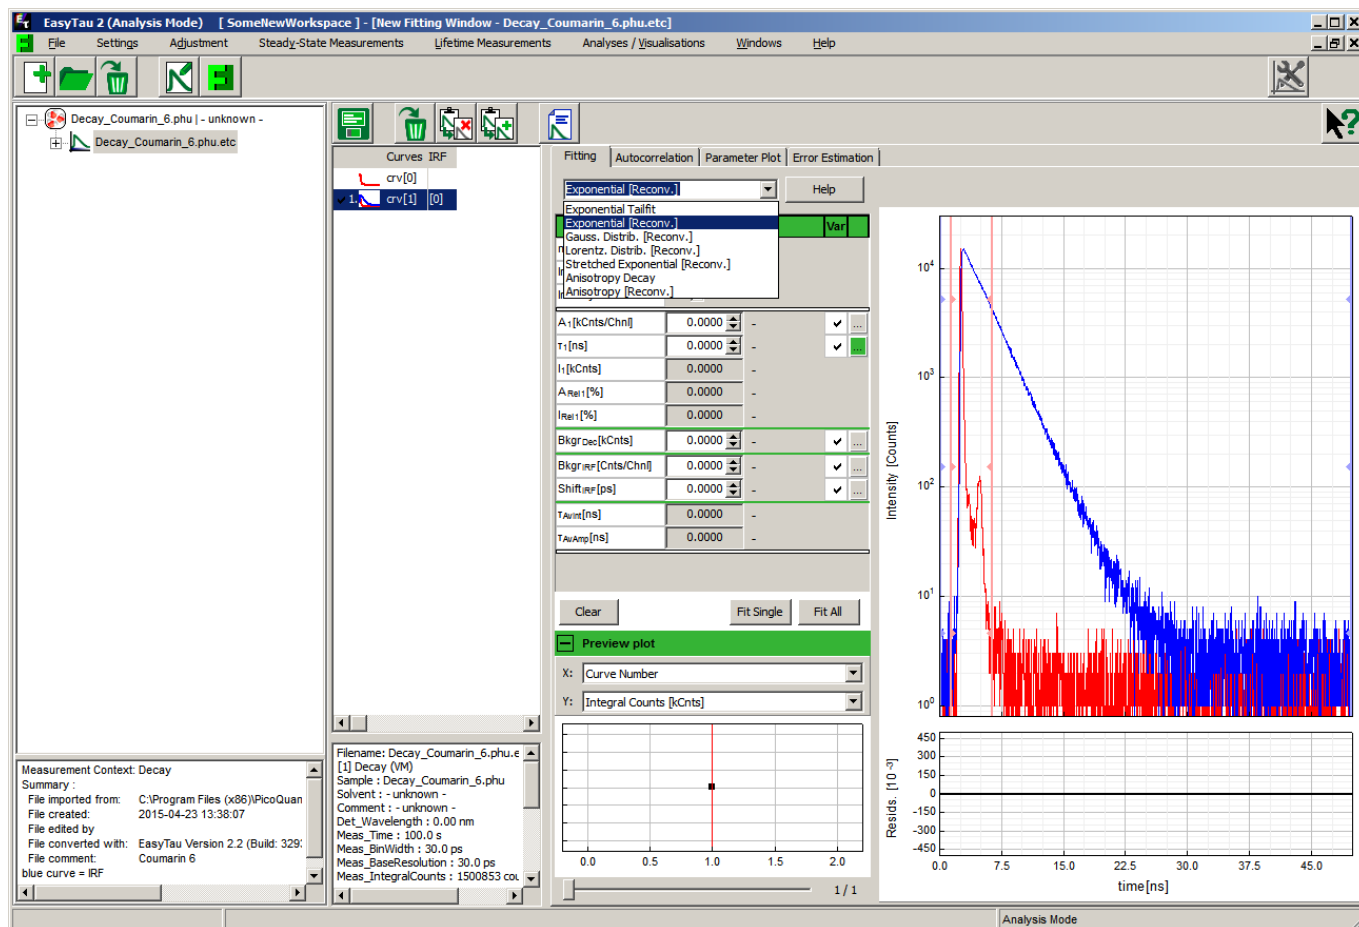 EasyTau 2 (Analysis Mode) [ SomeNewWorkspace ] - [New Fitting Window - Decay_Coumarin_6.phu.etc]
File Settings Adjustment Steady-State Measurements Lifetime Measurements Analyses / Visualisations Windows Help
Decay_Coumarin_6.phu | - unknown -
Decay_Coumarin_6.phu.etc
Measurement Context: Decay
Summary :
File imported from: C:\Program Files (x86)\PicoQuan
File created: 2015-04-23 13:38:07
File edited by
File converted with: EasyTau Version 2.2 (Build: 329
File comment: Coumarin 6
blue curve = IRF
Curves IRF
crv[0]
1. crv[1] [0]
Filename: Decay_Coumarin_6.phu.e
[1] Decay (VM)
Sample : Decay_Coumarin_6.phu
Solvent : - unknown -
Comment : - unknown -
Det_Wavelength : 0.00 nm
Meas_Time : 100.0 s
Meas_BinWidth : 30.0 ps
Meas_BaseResolution : 30.0 ps
Meas_IntegralCounts : 1500853 cou
Fitting Autocorrelation Parameter Plot Error Estimation
Exponential [Reconv.] Help
Exponential Tailfit
Exponential [Reconv.]
Gauss. Distrib. [Reconv.]
Lorentz. Distrib. [Reconv.]
Stretched Exponential [Reconv.]
Anisotropy Decay
Anisotropy [Reconv.]
Var
A1[kCnts/Chnl] 0.0000 - ...
τ1[ns] 0.0000 - ...
I1[kCnts] 0.0000 -
ARel1[%] 0.0000 -
IRel1[%] 0.0000 -
BkgrDec[kCnts] 0.0000 - ...
BkgrIRF[Cnts/Chnl] 0.0000 - ...
ShiftIRF[ps] 0.0000 - ...
τAvInt[ns] 0.0000 -
τAvAmp[ns] 0.0000 -
Clear Fit Single Fit All
Preview plot
X: Curve Number
Y: Integral Counts [kCnts]
0.0 0.5 1.0 1.5 2.0
1 / 1
Intensity [Counts]
10⁴
10³
10²
10¹
10⁰
Resids. [10⁻³]
450
300
150
0
-150
-300
-450
0.0 7.5 15.0 22.5 30.0 37.5 45.0
time[ns]
Analysis Mode